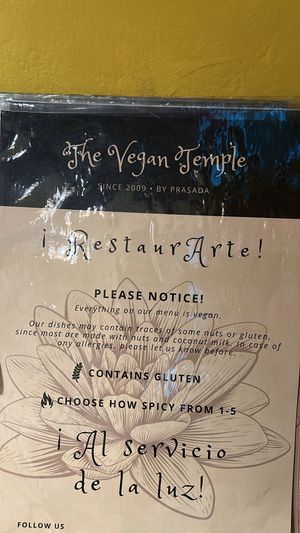 The Vegan Temple
SINCE 2009 • BY PRASADA
¡RestaurArte!
PLEASE NOTICE!
Everything on our menu is vegan.
Our dishes may contain traces of some nuts or gluten,
since most are made with nuts and coconut milk. In case of
any allergies, please let us know before.
CONTAINS GLUTEN
CHOOSE HOW SPICY FROM 1-5
¡Al servicio
de la luz!
FOLLOW US